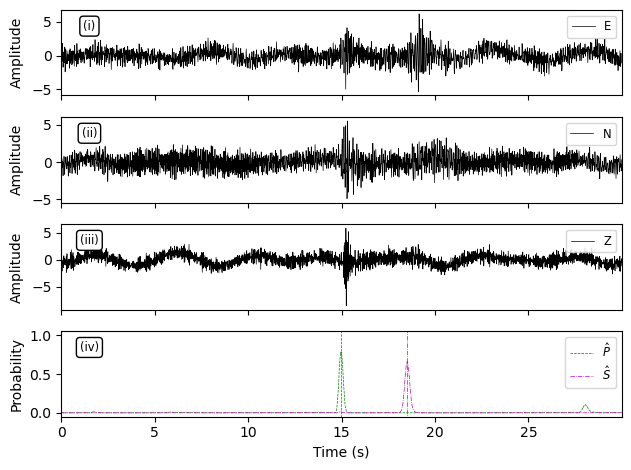 (i)
E
Amplitude
5
0
−5
(ii)
N
Amplitude
5
0
−5
(iii)
Z
Amplitude
5
0
−5
(iv)
P̂
Ŝ
Probability
1.0
0.5
0.0
0 5 10 15 20 25
Time (s)